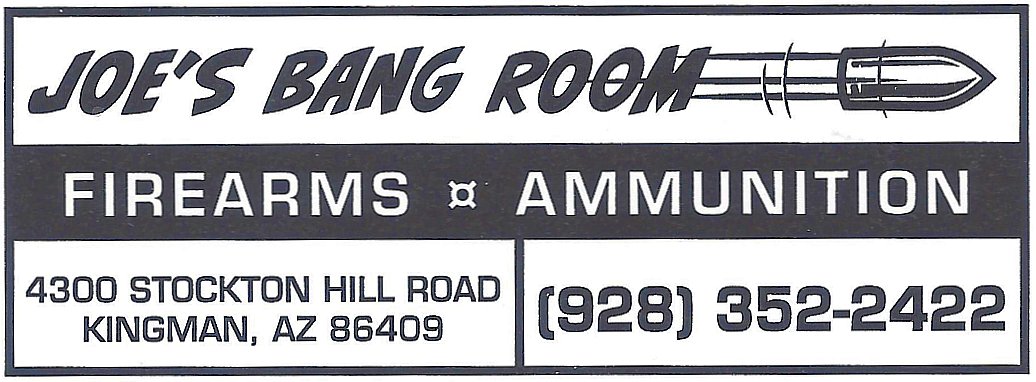 JOE'S BANG ROOM
FIREARMS ¤ AMMUNITION
4300 STOCKTON HILL ROAD
KINGMAN, AZ 86409
(928) 352-2422